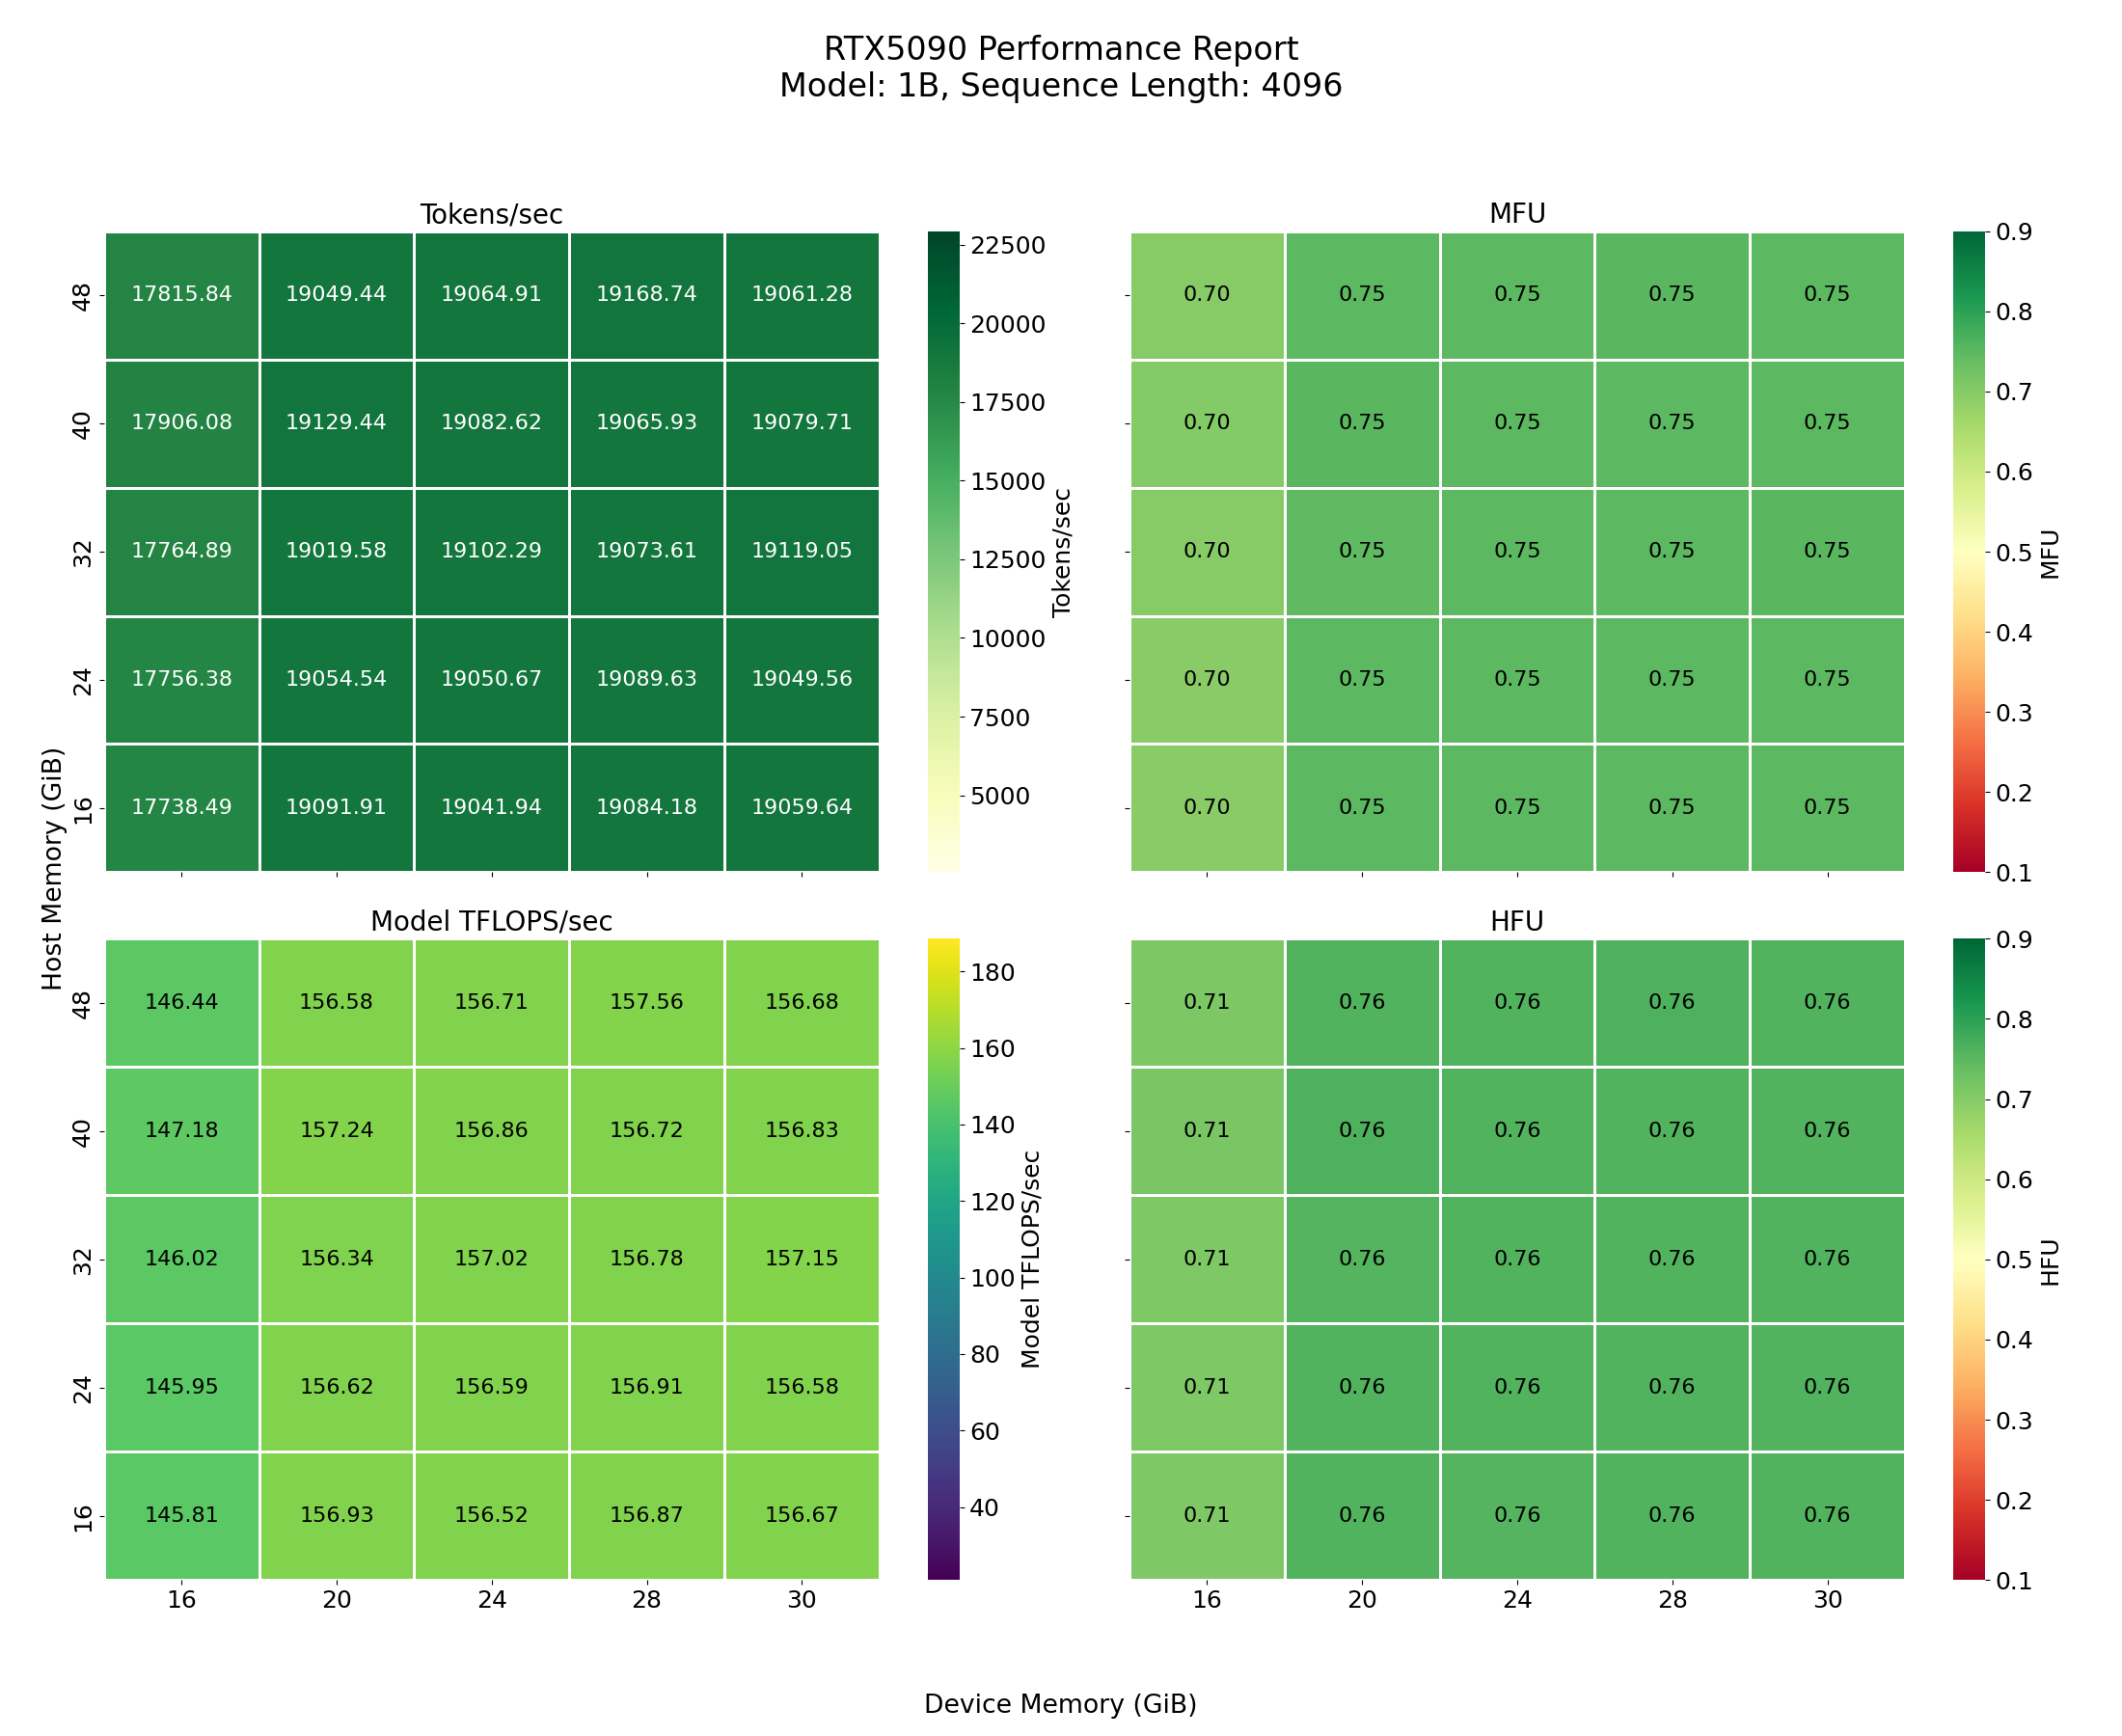 RTX5090 Performance Report
Model: 1B, Sequence Length: 4096
Tokens/sec
48 17815.84 19049.44 19064.91 19168.74 19061.28
40 17906.08 19129.44 19082.62 19065.93 19079.71
32 17764.89 19019.58 19102.29 19073.61 19119.05
24 17756.38 19054.54 19050.67 19089.63 19049.56
16 17738.49 19091.91 19041.94 19084.18 19059.64
22500
20000
17500
15000
12500
10000
7500
5000
Tokens/sec
MFU
0.70 0.75 0.75 0.75 0.75
0.70 0.75 0.75 0.75 0.75
0.70 0.75 0.75 0.75 0.75
0.70 0.75 0.75 0.75 0.75
0.70 0.75 0.75 0.75 0.75
0.9
0.8
0.7
0.6
0.5
0.4
0.3
0.2
0.1
MFU
Host Memory (GiB)
Model TFLOPS/sec
48 146.44 156.58 156.71 157.56 156.68
40 147.18 157.24 156.86 156.72 156.83
32 146.02 156.34 157.02 156.78 157.15
24 145.95 156.62 156.59 156.91 156.58
16 145.81 156.93 156.52 156.87 156.67
16 20 24 28 30
180
160
140
120
100
80
60
40
Model TFLOPS/sec
HFU
0.71 0.76 0.76 0.76 0.76
0.71 0.76 0.76 0.76 0.76
0.71 0.76 0.76 0.76 0.76
0.71 0.76 0.76 0.76 0.76
0.71 0.76 0.76 0.76 0.76
16 20 24 28 30
0.9
0.8
0.7
0.6
0.5
0.4
0.3
0.2
0.1
HFU
Device Memory (GiB)